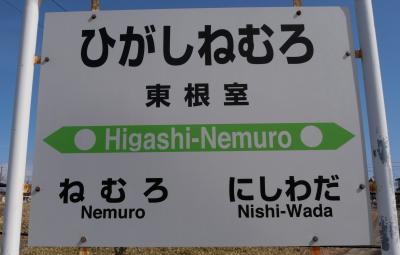 ひがしねむろ
東根室
Higashi-Nemuro
ねむろ にしわだ
Nemuro Nishi-Wada